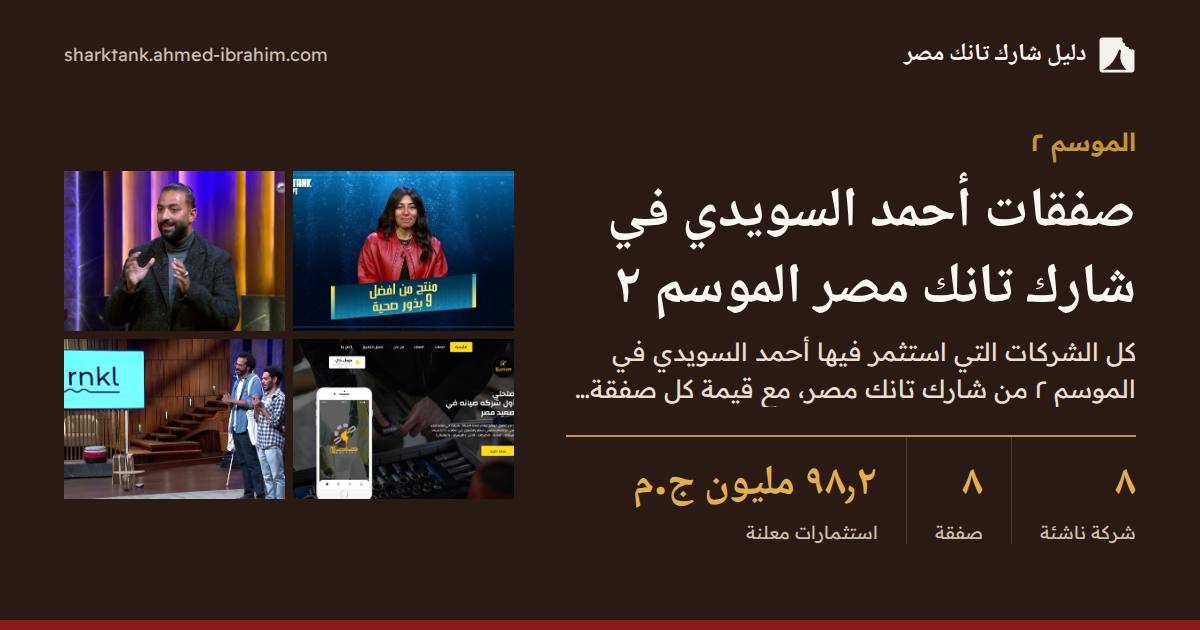 دليل شارك تانك مصر
sharktank.ahmed-ibrahim.com
الموسم ٢
صفقات أحمد السويدي في
شارك تانك مصر الموسم ٢
كل الشركات التي استثمر فيها أحمد السويدي في
الموسم ٢ من شارك تانك مصر، مع قيمة كل صفقة...
٨
شركة ناشئة
٨
صفقة
٩٨,٢ مليون ج.م
استثمارات معلنة
TANK
منتج من افضل
9 بذور صحية
rnkl